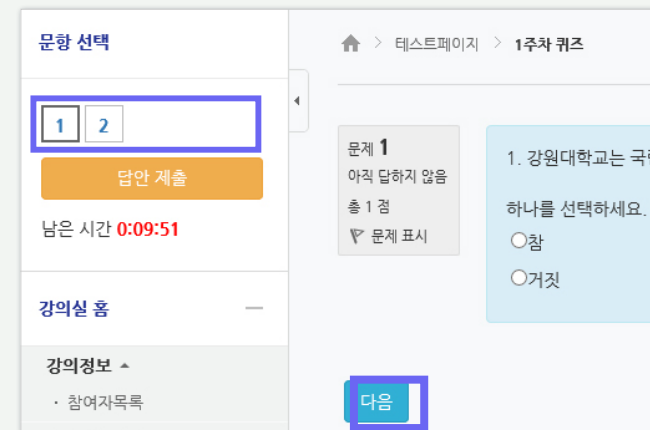 문항 선택
1 2
답안 제출
남은 시간 0:09:51
강의실 홈
강의정보
· 참여자목록
테스트페이지 > 1주차 퀴즈
문제 1
아직 답하지 않음
총 1 점
문제 표시
1. 강원대학교는
하나를 선택하세요.
참
거짓
다음